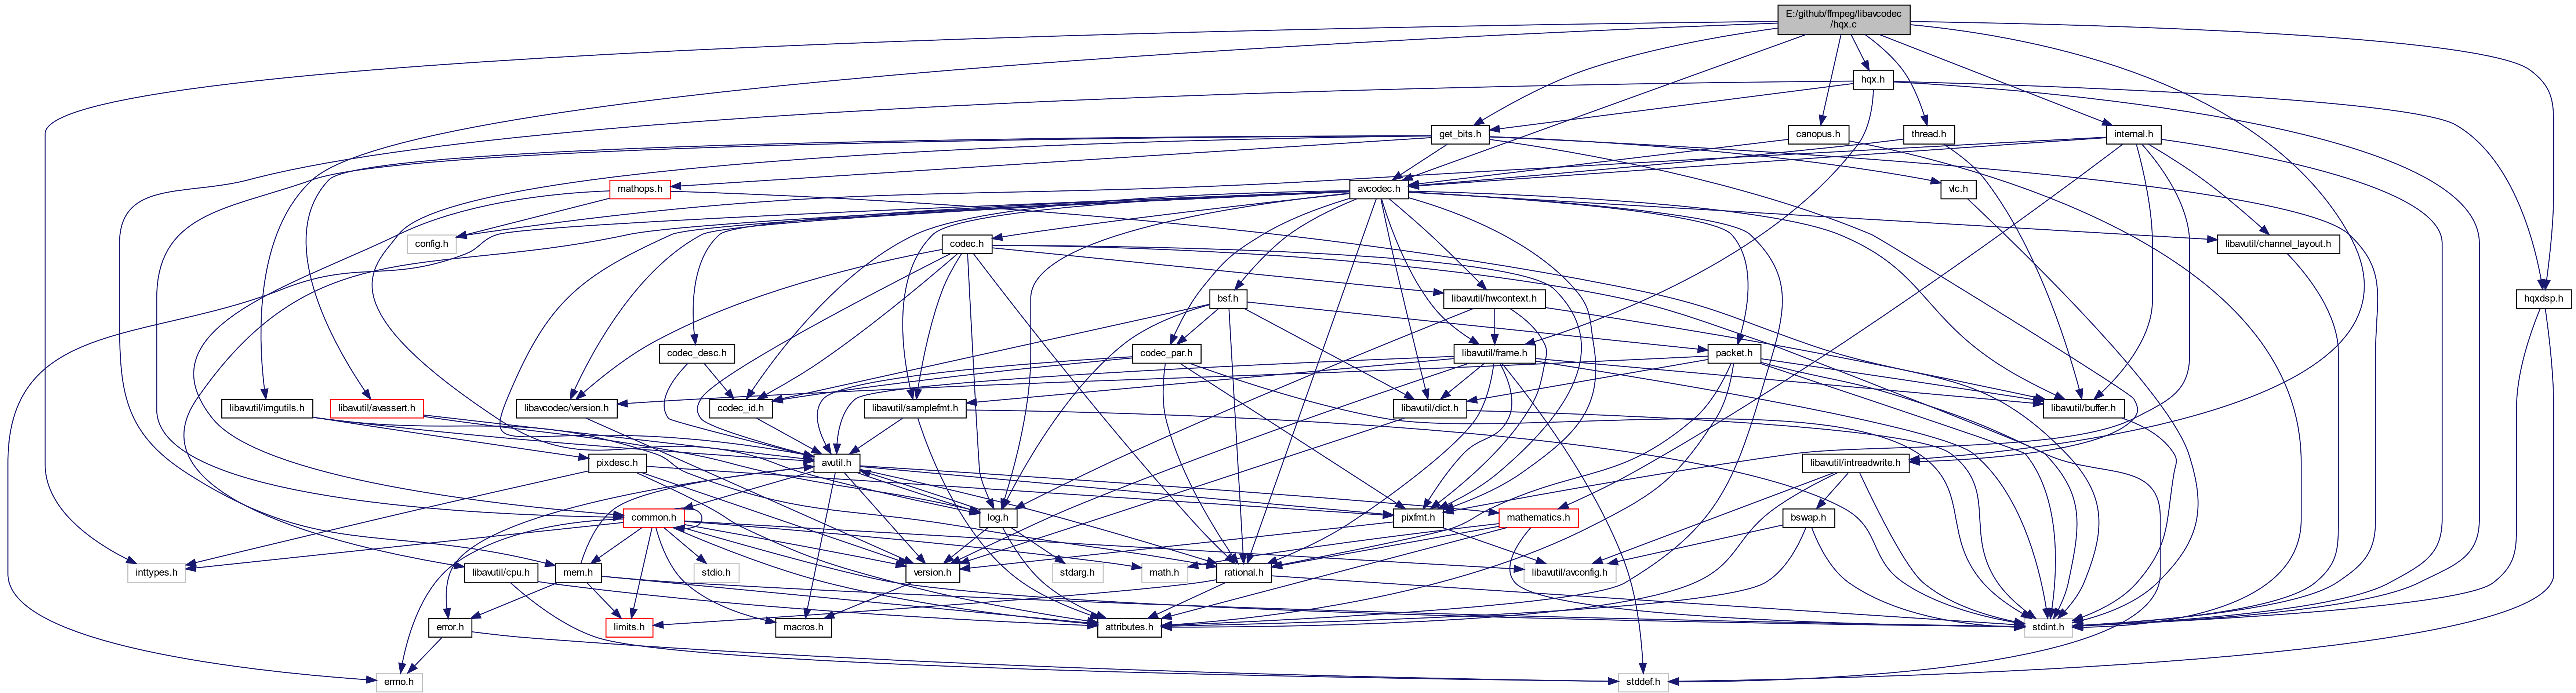 E:/github/ffmpeg/libavcodec
/hqx.c
hqx.h
get_bits.h
canopus.h
thread.h
internal.h
mathops.h
avcodec.h
vlc.h
config.h
codec.h
libavutil/channel_layout.h
bsf.h
libavutil/hwcontext.h
hqxdsp.h
codec_desc.h
codec_par.h
libavutil/frame.h
packet.h
libavutil/imgutils.h
libavutil/avassert.h
libavcodec/version.h
codec_id.h
libavutil/samplefmt.h
libavutil/dict.h
libavutil/buffer.h
pixdesc.h
avutil.h
libavutil/intreadwrite.h
common.h
log.h
pixfmt.h
mathematics.h
bswap.h
inttypes.h
libavutil/cpu.h
mem.h
stdio.h
version.h
stdarg.h
math.h
rational.h
libavutil/avconfig.h
error.h
limits.h
macros.h
attributes.h
stdint.h
errno.h
stddef.h